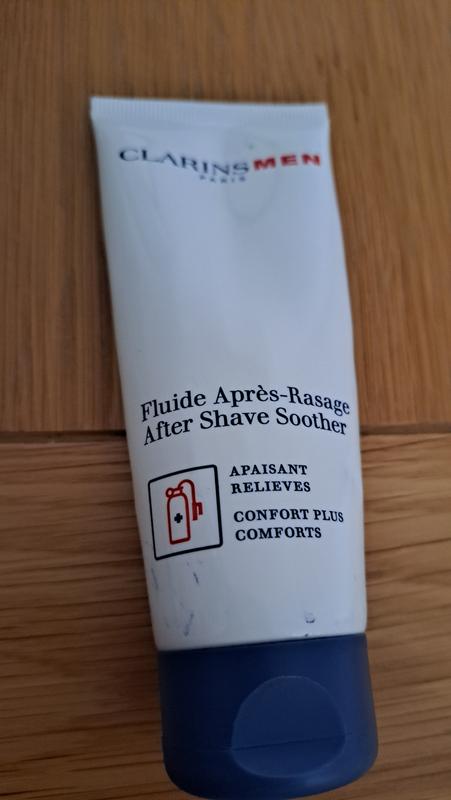 CLARINSMEN
PARIS
Fluide Après-Rasage
After Shave Soother
APAISANT
RELIEVES
CONFORT PLUS
COMFORTS